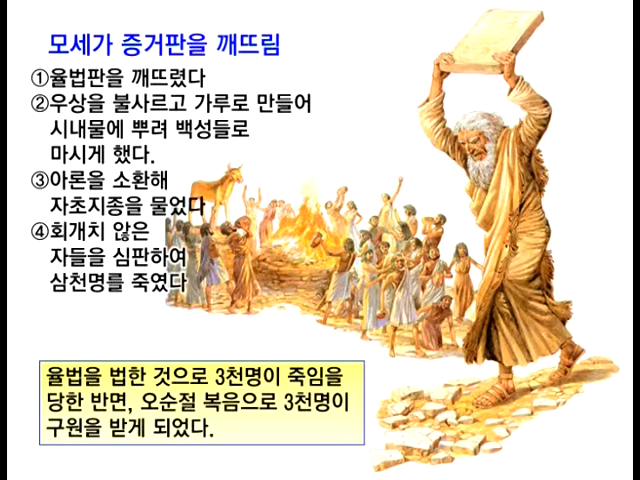 모세가 증거판을 깨뜨림
①율법판을 깨뜨렸다
②우상을 불사르고 가루로 만들어
시내물에 뿌려 백성들로
마시게 했다.
③아론을 소환해
자초지종을 물었다
④회개치 않은
자들을 심판하여
삼천명를 죽였다
율법을 범한 것으로 3천명이 죽임을
당한 반면, 오순절 복음으로 3천명이
구원을 받게 되었다.